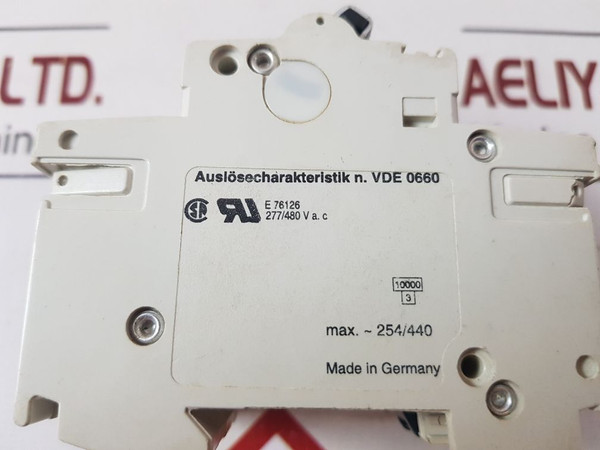 LTD.
AELIY
Auslösecharakteristik n. VDE 0660
E 76126
277/480 V a. c
10000
3
max. ~ 254/440
Made in Germany